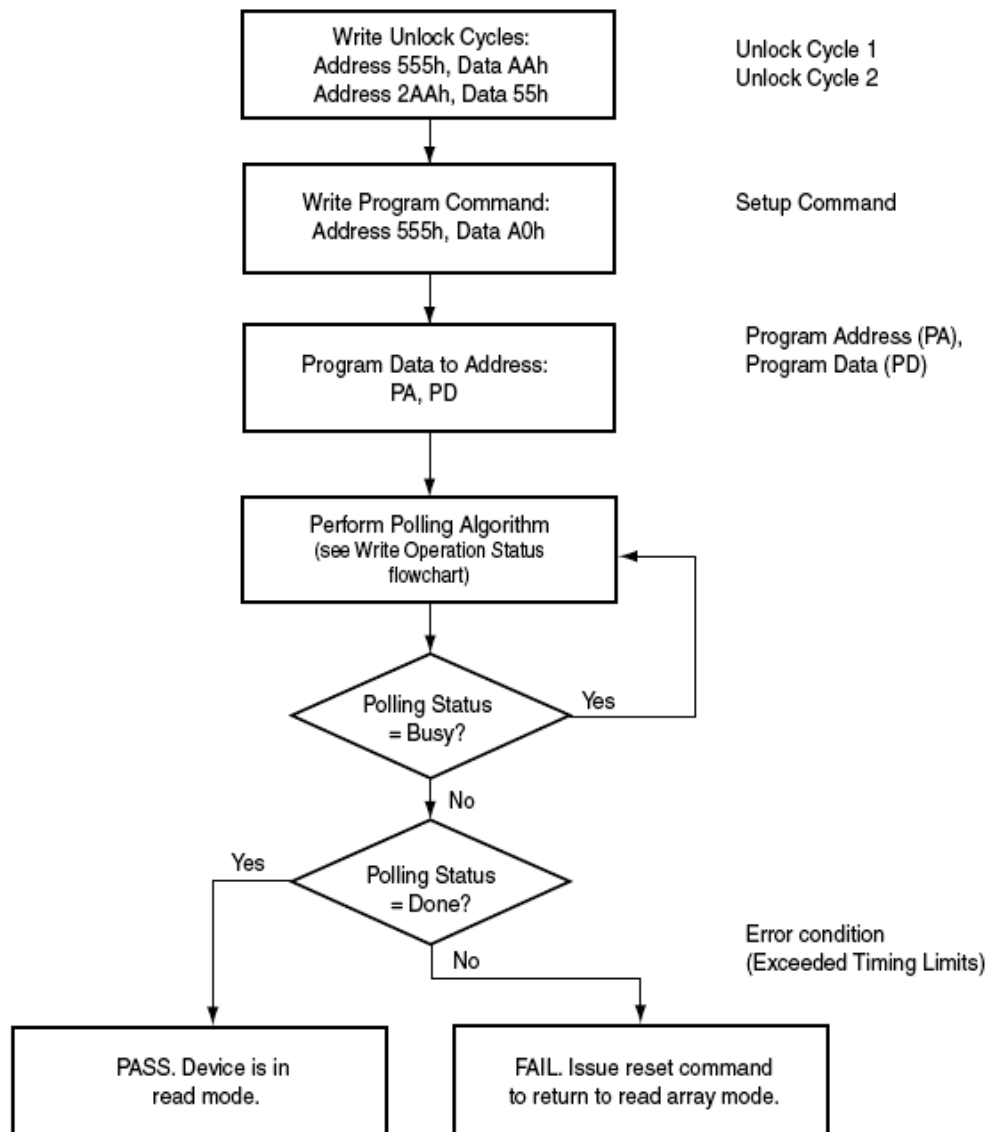 Write Unlock Cycles:
Address 555h, Data AAh
Address 2AAh, Data 55h
Unlock Cycle 1
Unlock Cycle 2
Write Program Command:
Address 555h, Data A0h
Setup Command
Program Data to Address:
PA, PD
Program Address (PA),
Program Data (PD)
Perform Polling Algorithm
(see Write Operation Status
flowchart)
Polling Status
= Busy?
Yes
No
Polling Status
= Done?
Yes
No
Error condition
(Exceeded Timing Limits)
PASS. Device is in
read mode.
FAIL. Issue reset command
to return to read array mode.